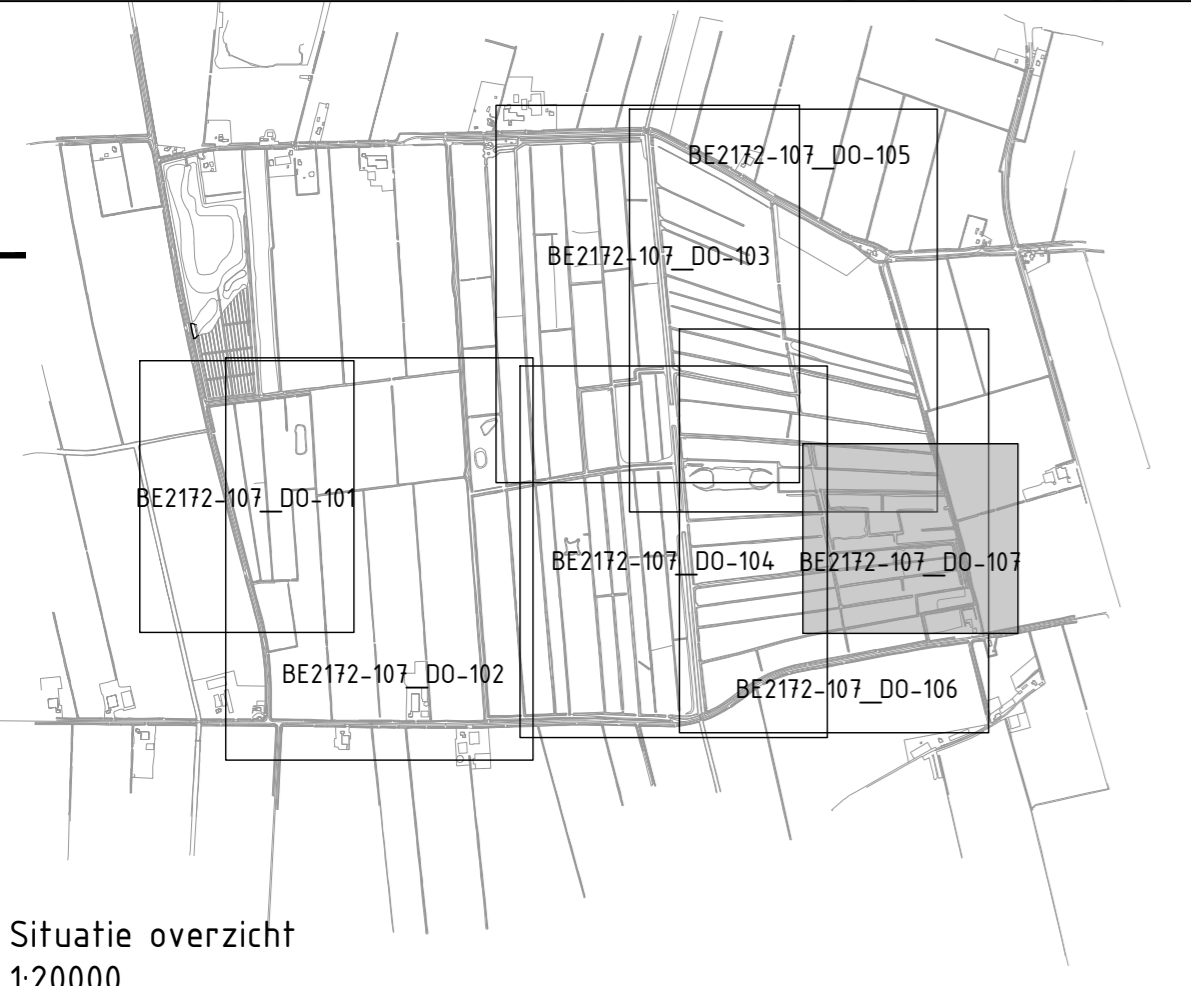 BE2172-107_DO-105
BE2172-107_DO-103
BE2172-107_DO-101
BE2172-107_DO-104
BE2172-107_DO-107
BE2172-107_DO-102
BE2172-107_DO-106
Situatie overzicht
1:20000